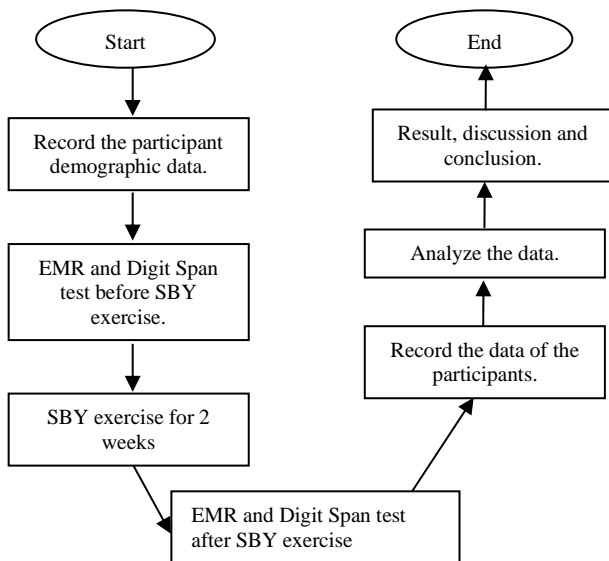 Start
Record the participant
demographic data.
EMR and Digit Span
test before SBY
exercise.
SBY exercise for 2
weeks
EMR and Digit Span test
after SBY exercise
Record the data of the
participants.
Analyze the data.
Result, discussion and
conclusion.
End